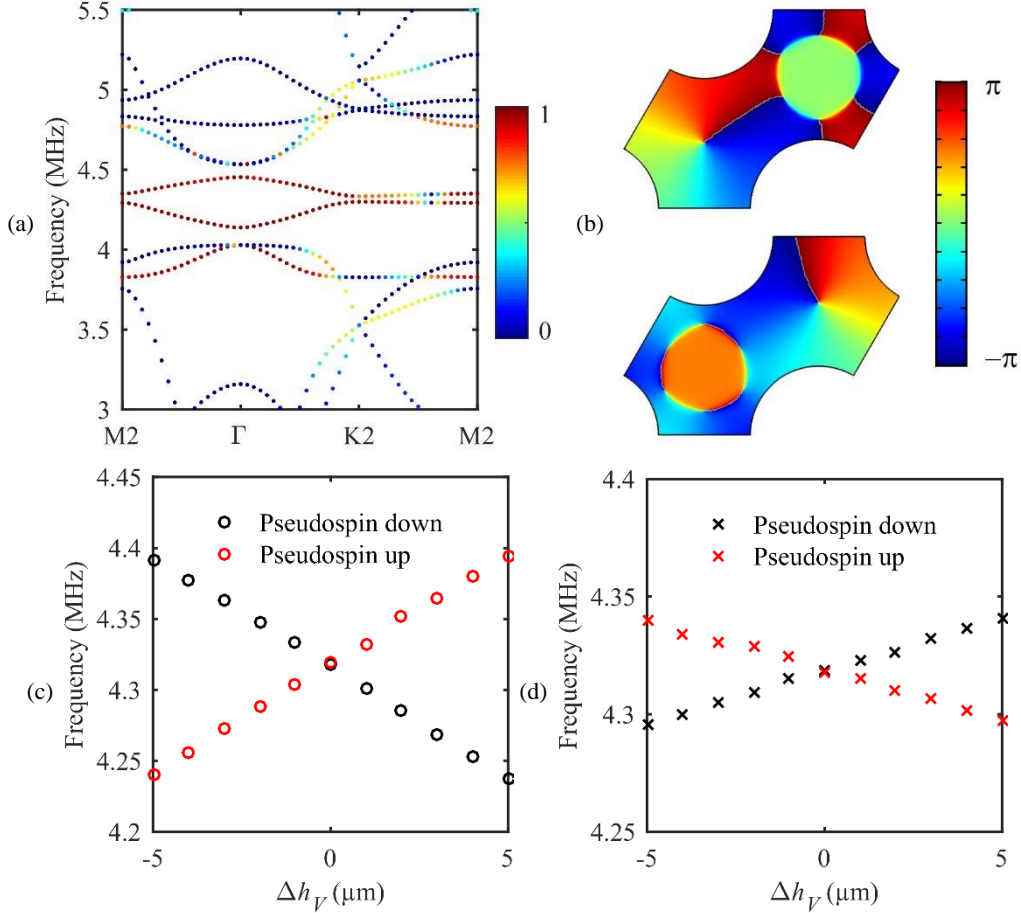 (a)
Frequency (MHz)
5.5
5
4.5
4
3.5
3
M2
Γ
K2
M2
1
0
(b)
π
−π
(c)
Frequency (MHz)
4.45
4.4
4.35
4.3
4.25
4.2
Pseudospin down
Pseudospin up
-5
0
5
Δh_V (μm)
(d)
Frequency (MHz)
4.4
4.35
4.3
4.25
Pseudospin down
Pseudospin up
-5
0
5
Δh_V (μm)